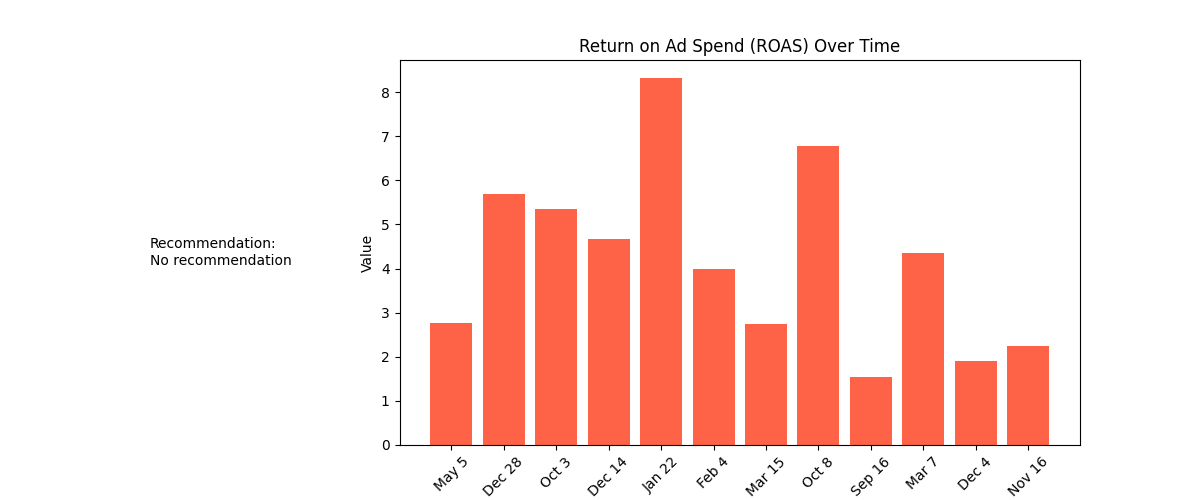 Return on Ad Spend (ROAS) Over Time
Recommendation:
No recommendation
Value
8
7
6
5
4
3
2
1
0
May 5
Dec 28
Oct 3
Dec 14
Jan 22
Feb 4
Mar 15
Oct 8
Sep 16
Mar 7
Dec 4
Nov 16